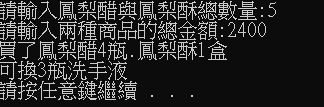 請輸入鳳梨醋與鳳梨酥總數量:5
請輸入兩種商品的總金額:2400
買了鳳梨醋4瓶.鳳梨酥1盒
可換3瓶洗手液
請按任意鍵繼續 . . .